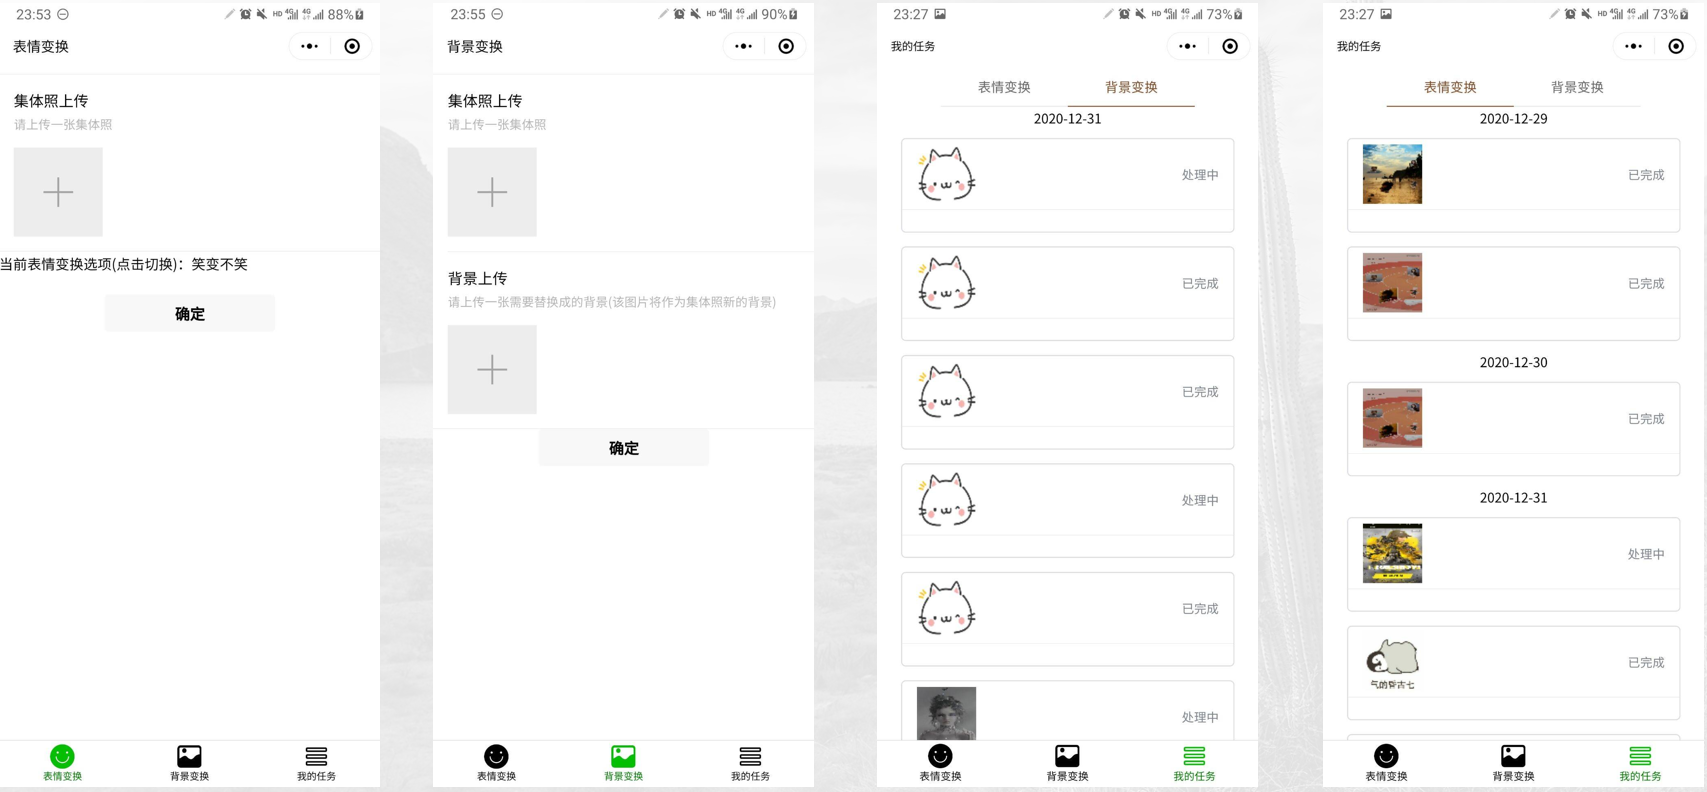 23:53
HD 4G 4G 88%
表情变换
集体照上传
请上传一张集体照
当前表情变换选项(点击切换)：笑变不笑
确定
表情变换
背景变换
我的任务
23:55
HD 4G 4G 90%
背景变换
集体照上传
请上传一张集体照
背景上传
请上传一张需要替换成的背景(该图片将作为集体照新的背景)
确定
表情变换
背景变换
我的任务
23:27
HD 4G 4G 73%
我的任务
表情变换
背景变换
2020-12-31
处理中
已完成
已完成
处理中
已完成
处理中
表情变换
背景变换
我的任务
23:27
HD 4G 4G 73%
我的任务
表情变换
背景变换
2020-12-29
已完成
已完成
2020-12-30
已完成
2020-12-31
处理中
已完成
表情变换
背景变换
我的任务